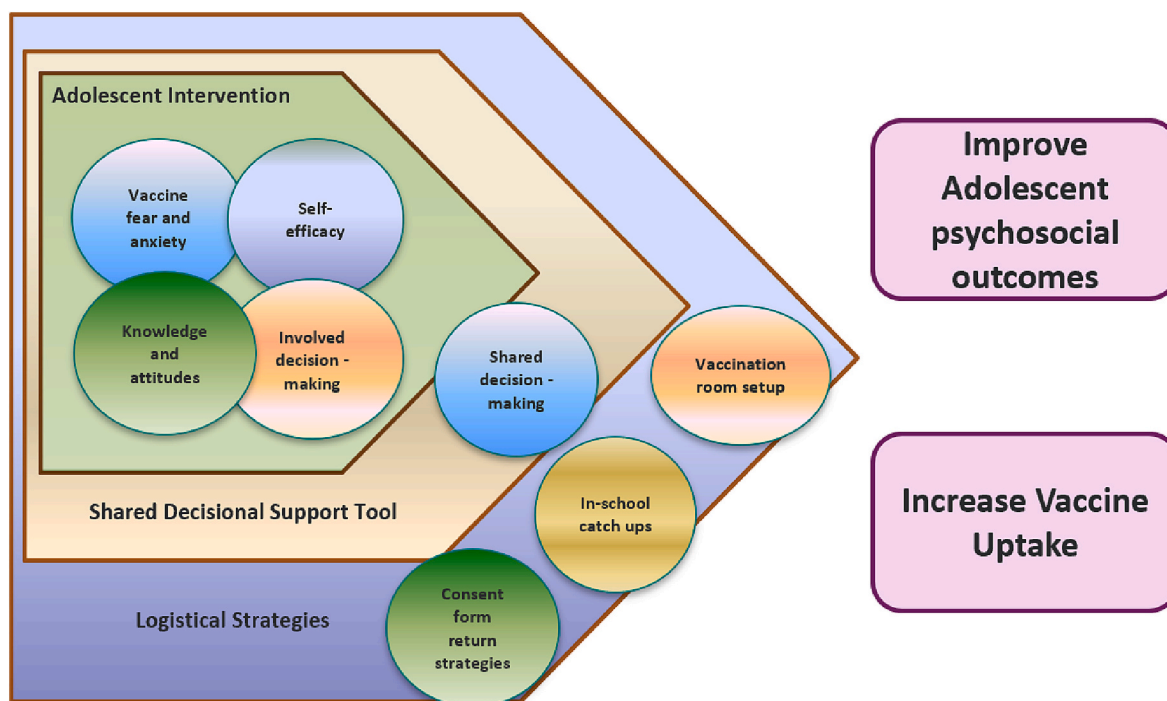 Adolescent Intervention
Vaccine
fear and
anxiety
Self-
efficacy
Knowledge
and
attitudes
Involved
decision -
making
Shared
decision -
making
Vaccination
room setup
Shared Decisional Support Tool
In-school
catch ups
Logistical Strategies
Consent
form
return
strategies
Improve
Adolescent
psychosocial
outcomes
Increase Vaccine
Uptake